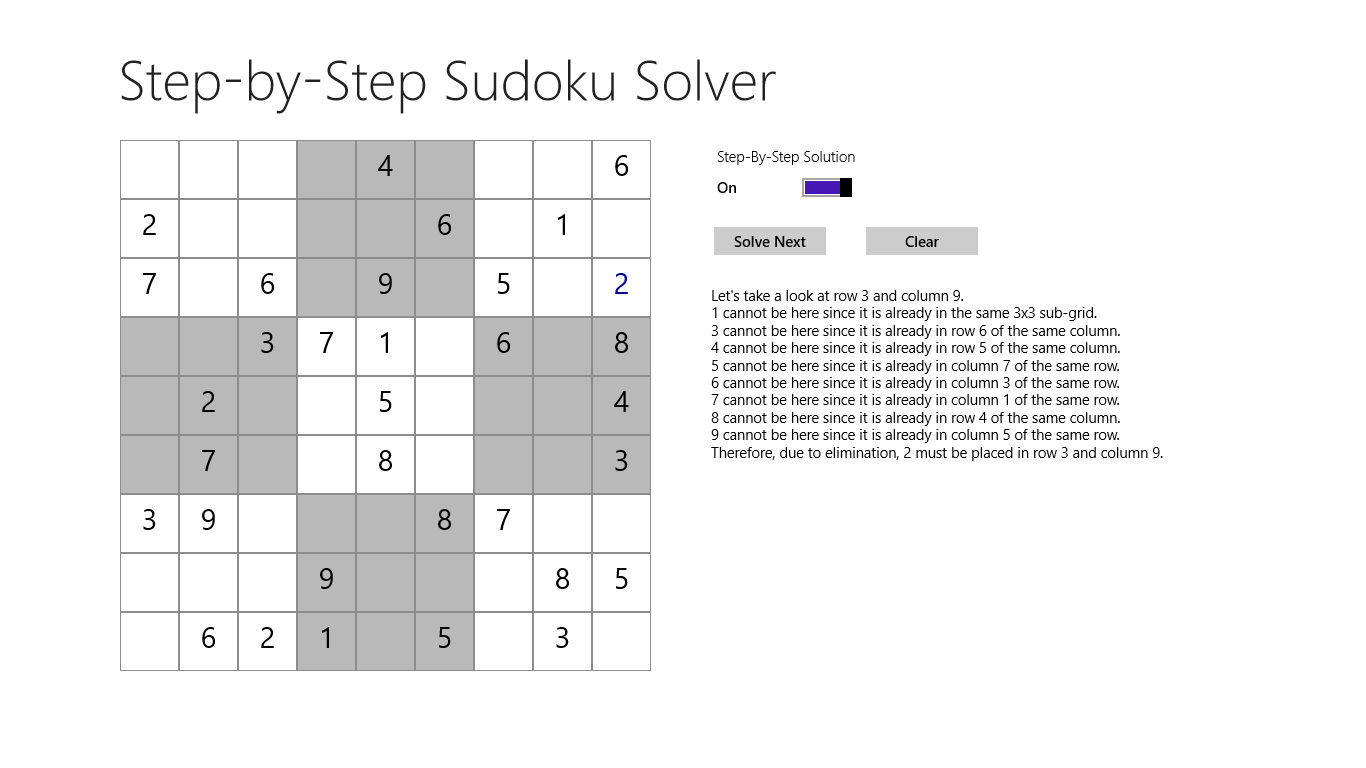 Step-by-Step Sudoku Solver
4 6
2 6 1
7 6 9 5 2
3 7 1 6 8
2 5 4
7 8 3
3 9 8 7
9 8 5
6 2 1 5 3
Step-By-Step Solution
On
Solve Next Clear
Let's take a look at row 3 and column 9.
1 cannot be here since it is already in the same 3x3 sub-grid.
3 cannot be here since it is already in row 6 of the same column.
4 cannot be here since it is already in row 5 of the same column.
5 cannot be here since it is already in column 7 of the same row.
6 cannot be here since it is already in column 3 of the same row.
7 cannot be here since it is already in column 1 of the same row.
8 cannot be here since it is already in row 4 of the same column.
9 cannot be here since it is already in column 5 of the same row.
Therefore, due to elimination, 2 must be placed in row 3 and column 9.